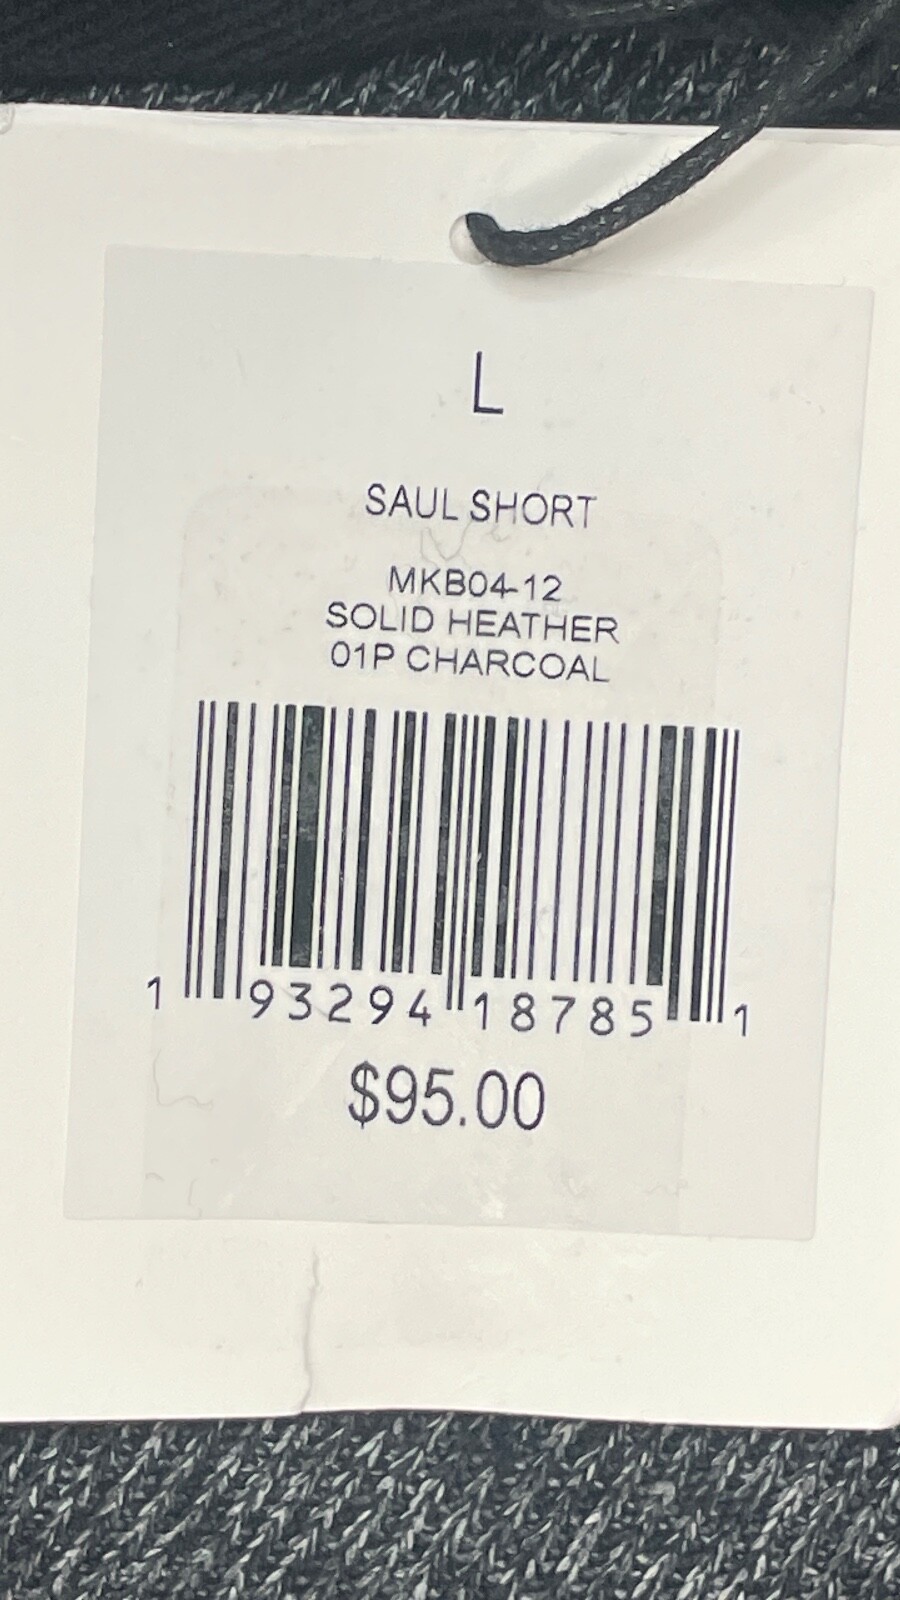 L
SAUL SHORT
MKB04-12
SOLID HEATHER
01P CHARCOAL
1 93294 18785 1
$95.00